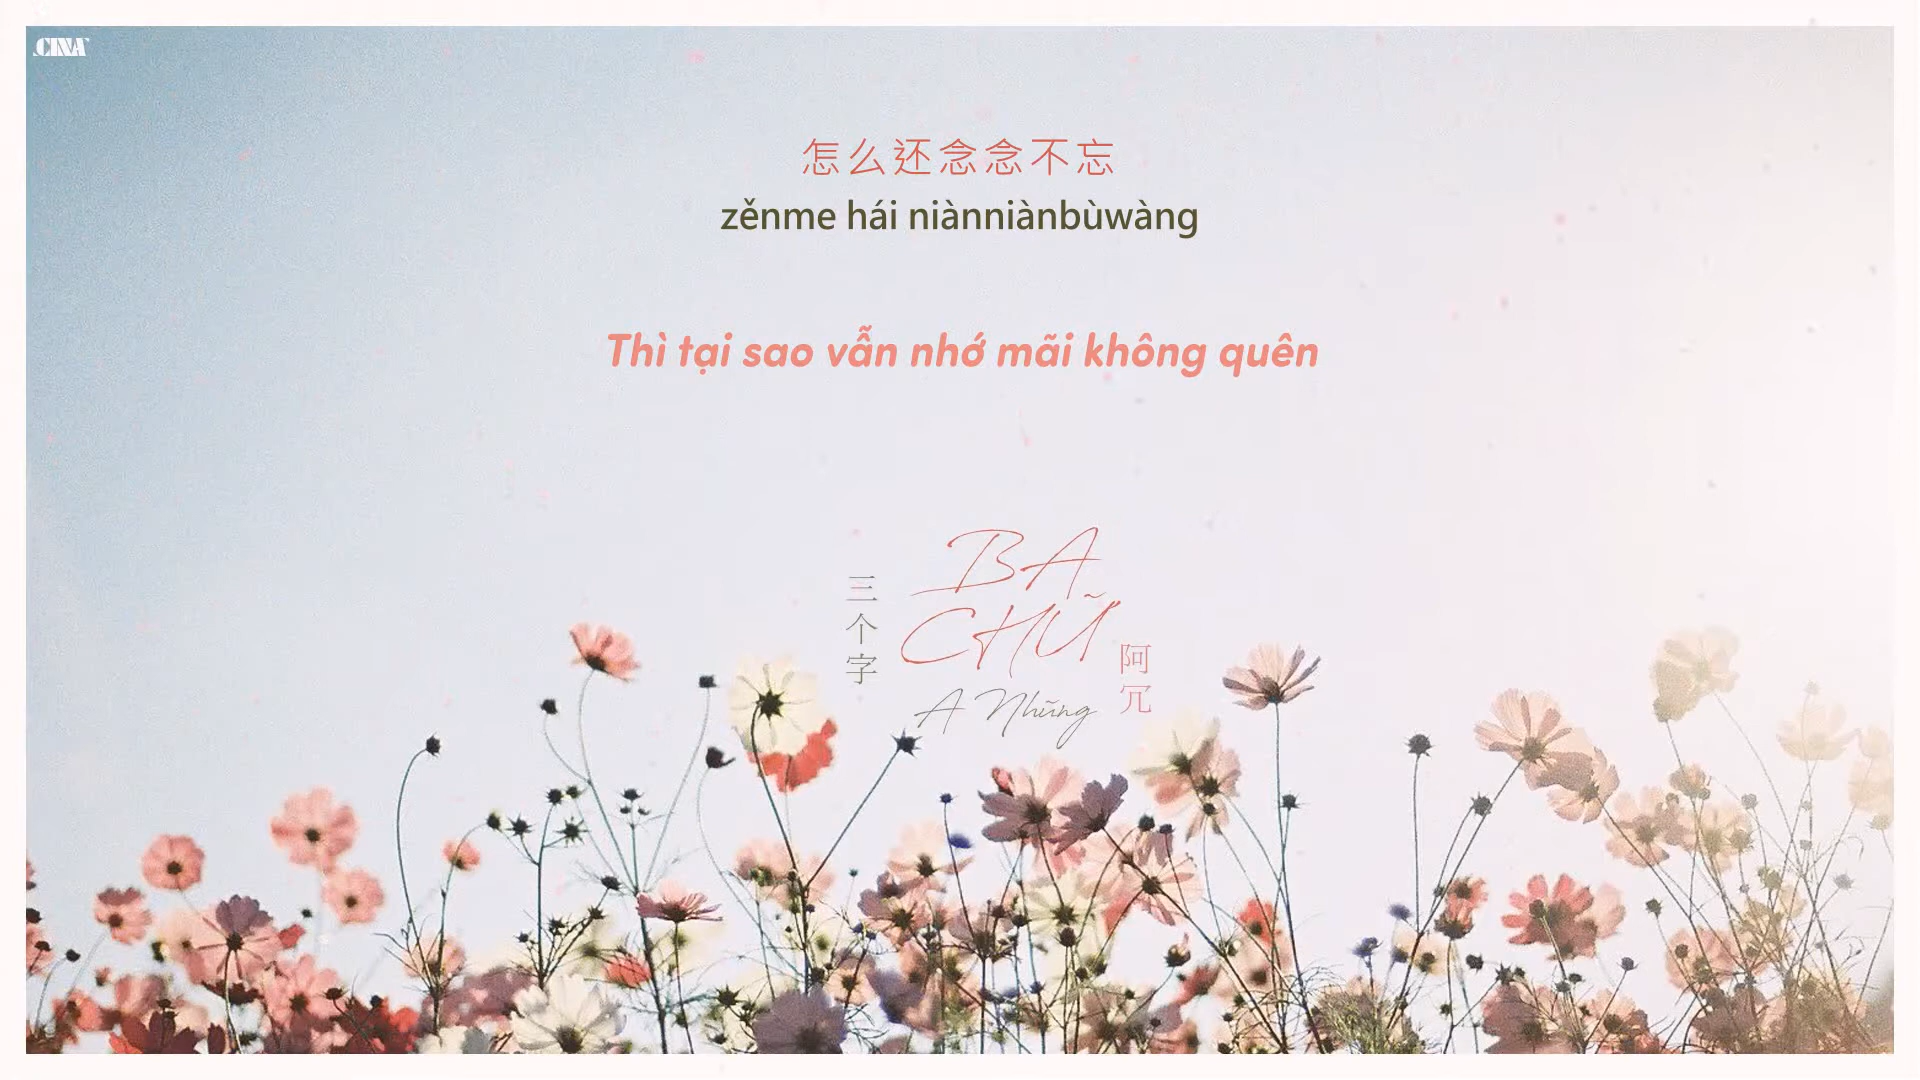 CINA
怎么还念念不忘
zěnme hái niànniànbùwàng
Thì tại sao vẫn nhớ mãi không quên
三个字
BA
CHỮ
A Nhũng
阿冗